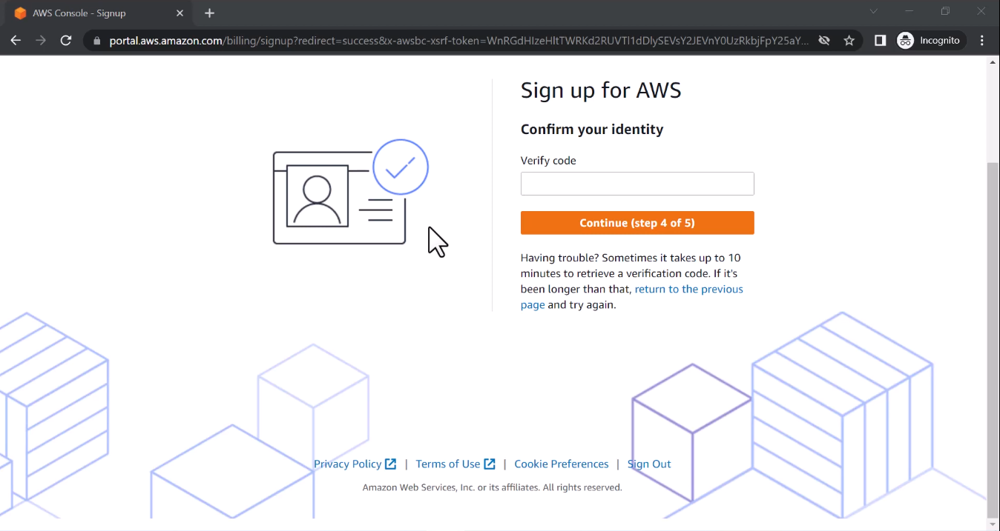 AWS Console - Signup
portal.aws.amazon.com/billing/signup?redirect=success&x-awsbc-xsrf-token=WnRGdHIzeHltTWRKd2RUVTl1dDlySEVsY2JEVnY0UzRkbjFpY25aY...
Incognito
Sign up for AWS
Confirm your identity
Verify code
Continue (step 4 of 5)
Having trouble? Sometimes it takes up to 10
minutes to retrieve a verification code. If it's
been longer than that, return to the previous
page and try again.
Privacy Policy | Terms of Use | Cookie Preferences | Sign Out
Amazon Web Services, Inc. or its affiliates. All rights reserved.